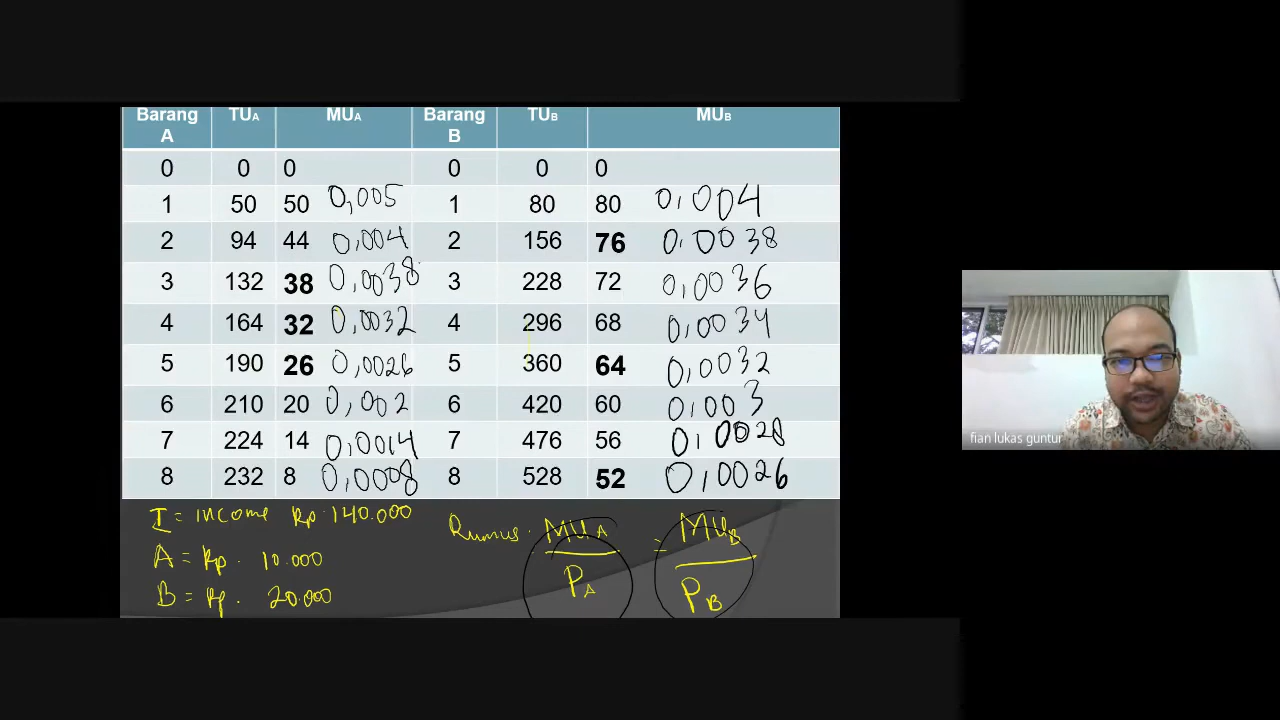 Barang A TUA MUA Barang B TUB MUB
0 0 0 0 0 0
1 50 50 0,005 1 80 80 0,004
2 94 44 0,004 2 156 76 0,0038
3 132 38 0,0038 3 228 72 0,0036
4 164 32 0,0032 4 296 68 0,0034
5 190 26 0,0026 5 360 64 0,0032
6 210 20 0,002 6 420 60 0,003
7 224 14 0,0014 7 476 56 0,0028
8 232 8 0,0008 8 528 52 0,0026
I = income Rp. 140.000
A = Rp. 10.000
B = Rp. 20.000
Rumus. MUA / PA = MUB / PB
fian lukas guntur